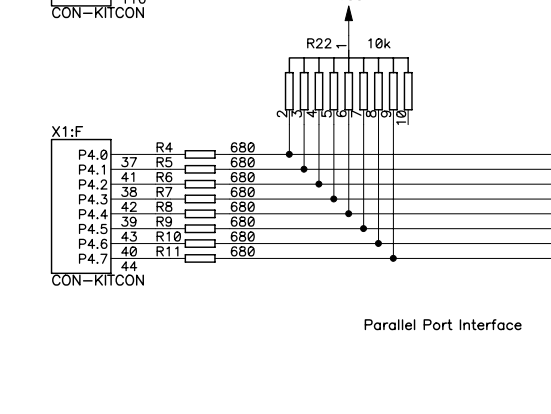 CON-KITCON
R22 1 10k
2 3 4 5 6 7 8 9 10
X1:F
P4.0 R4 680
37
P4.1 R5 680
41
P4.2 R6 680
38
P4.3 R7 680
42
P4.4 R8 680
39
P4.5 R9 680
43
P4.6 R10 680
40
P4.7 R11 680
44
CON-KITCON
Parallel Port Interface